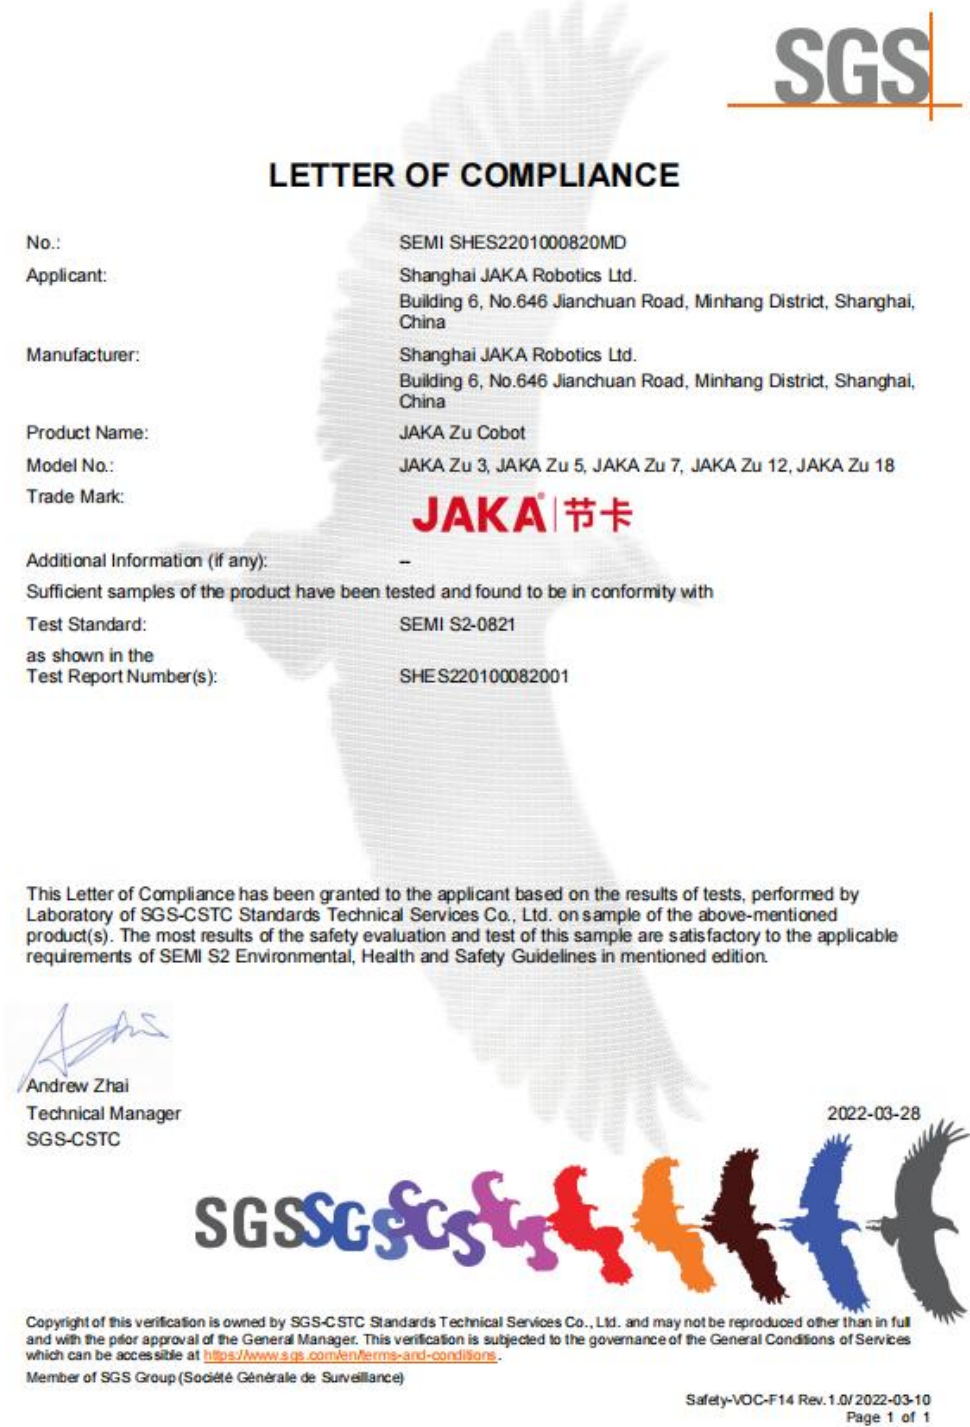 SGS
LETTER OF COMPLIANCE
No.: SEMI SHES2201000820MD
Applicant: Shanghai JAKA Robotics Ltd.
Building 6, No.646 Jianchuan Road, Minhang District, Shanghai,
China
Manufacturer: Shanghai JAKA Robotics Ltd.
Building 6, No.646 Jianchuan Road, Minhang District, Shanghai,
China
Product Name: JAKA Zu Cobot
Model No.: JAKA Zu 3, JAKA Zu 5, JAKA Zu 7, JAKA Zu 12, JAKA Zu 18
Trade Mark: JAKA® 节卡
Additional Information (if any): --
Sufficient samples of the product have been tested and found to be in conformity with
Test Standard: SEMI S2-0821
as shown in the
Test Report Number(s): SHES220100082001
This Letter of Compliance has been granted to the applicant based on the results of tests, performed by
Laboratory of SGS-CSTC Standards Technical Services Co., Ltd. on sample of the above-mentioned
product(s). The most results of the safety evaluation and test of this sample are satisfactory to the applicable
requirements of SEMI S2 Environmental, Health and Safety Guidelines in mentioned edition.
Andrew Zhai
Technical Manager
2022-03-28
SGS-CSTC
SGS SGS SGS SGS
Copyright of this verification is owned by SGS-CSTC Standards Technical Services Co., Ltd. and may not be reproduced other than in full
and with the prior approval of the General Manager. This verification is subjected to the governance of the General Conditions of Services
which can be accessible at https://www.sgs.com/en/terms-and-conditions.
Member of SGS Group (Société Générale de Surveillance)
Safety-VOC-F14 Rev.1.0/2022-03-10
Page 1 of 1